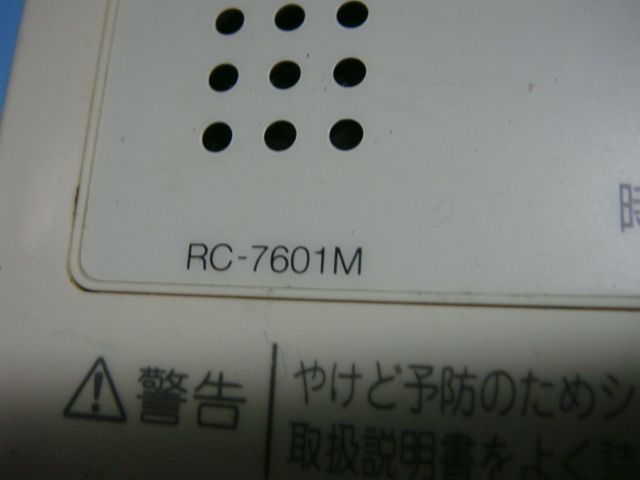 時
RC-7601M
警告
やけど予防のためシ
取扱説明書をよく読